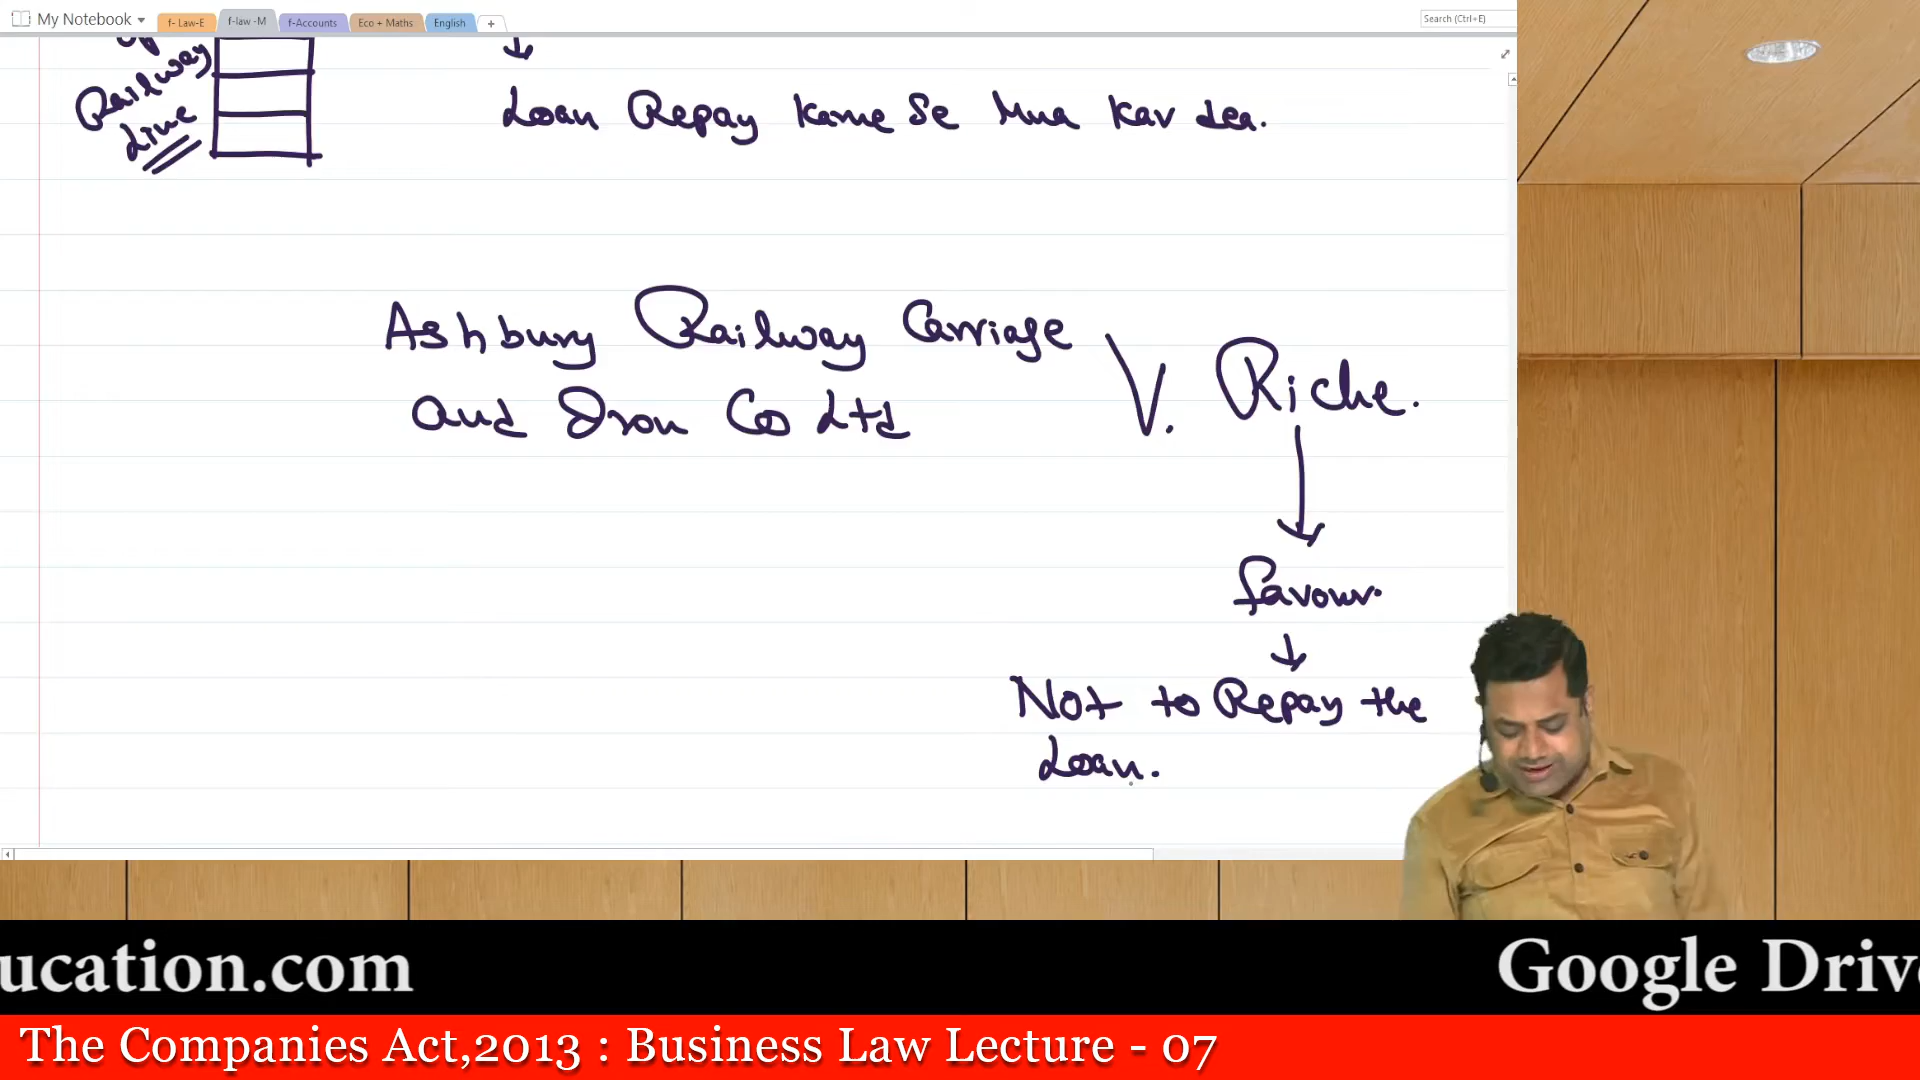 My Notebook
f- Law-E
f-law -M
f-Accounts
Eco + Maths
English
Search (Ctrl+E)
Railway
Line
Loan Repay Karne Se Mna Kar dea.
Ashbury Railway Carriage
and Iron Co Ltd
V. Riche.
favour.
Not to Repay the
Loan.
ucation.com
Google Drive
The Companies Act,2013 : Business Law Lecture - 07